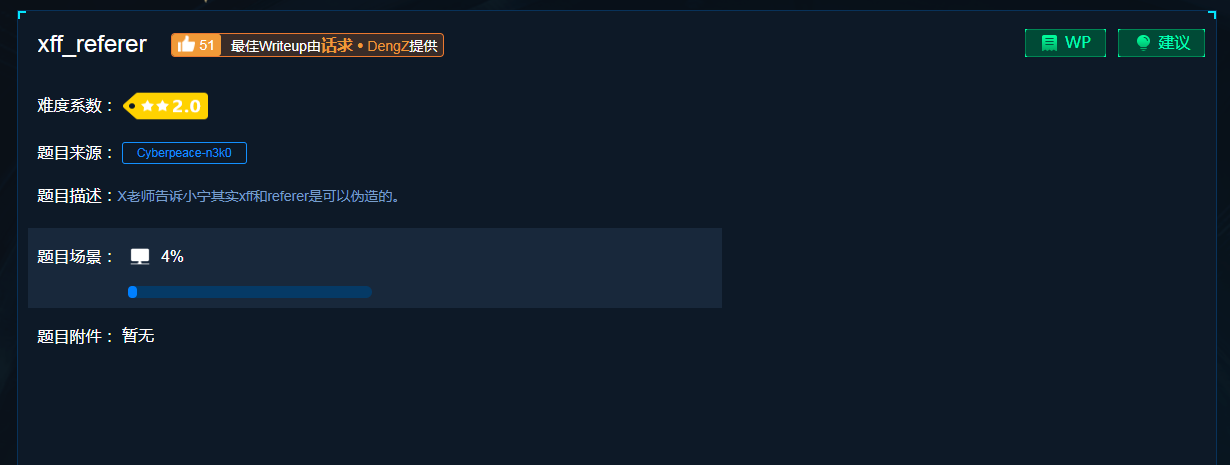 xff_referer 51 最佳Writeup由话求 • DengZ提供 WP 建议
难度系数： 2.0
题目来源： Cyberpeace-n3k0
题目描述：X老师告诉小宁其实xff和referer是可以伪造的。
题目场景： 4%
题目附件： 暂无